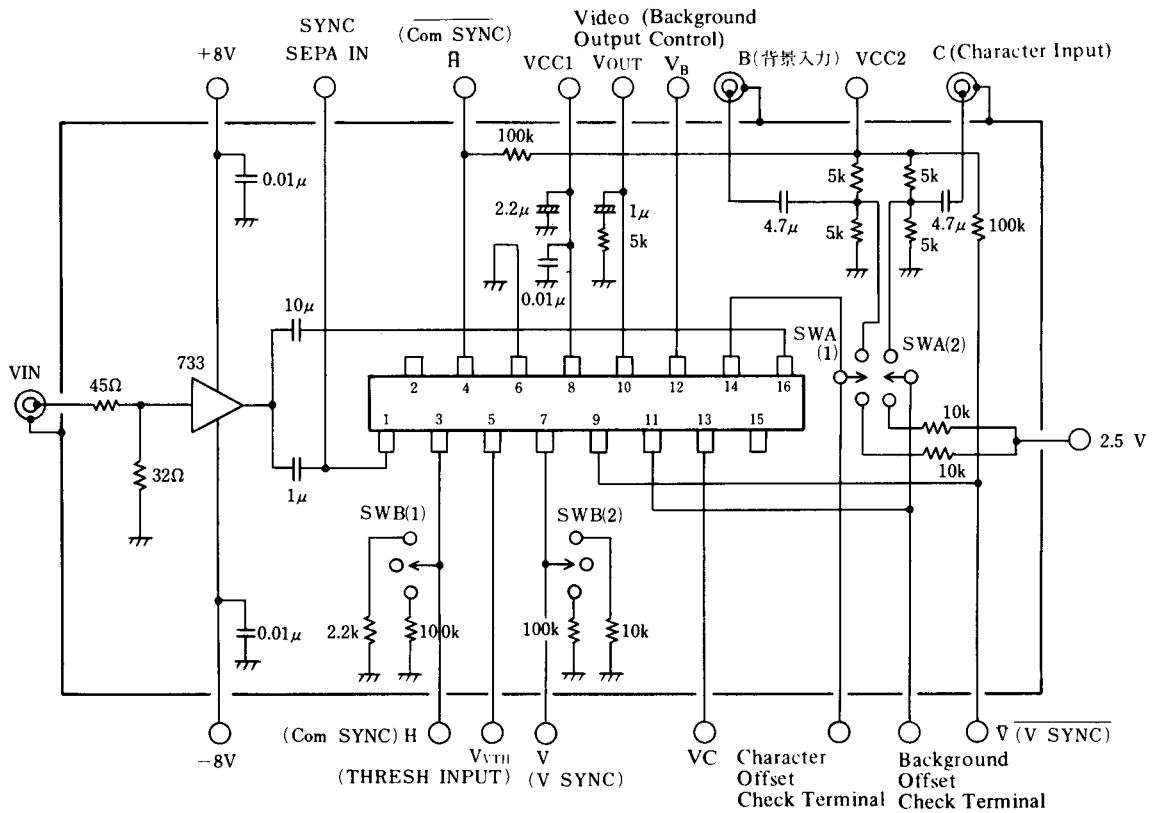 Video (Background
Output Control)
SYNC
SEPA IN
(Com SYNC)
H
+8V
VCC1
VOUT
VB
B(背景入力)
VCC2
C(Character Input)
100k
0.01μ
2.2μ
1μ
5k
0.01μ
4.7μ
5k
5k
5k
5k
4.7μ
100k
10μ
733
VIN
45Ω
32Ω
1μ
2
4
6
8
10
12
14
16
1
3
5
7
9
11
13
15
SWA
(1)
SWA(2)
10k
10k
2.5 V
SWB(1)
SWB(2)
2.2k
100k
100k
10k
0.01μ
−8V
(Com SYNC) H
VVTH
(THRESH INPUT)
V
(V SYNC)
VC
Character
Offset
Check Terminal
Background
Offset
Check Terminal
V̄ (V SYNC)